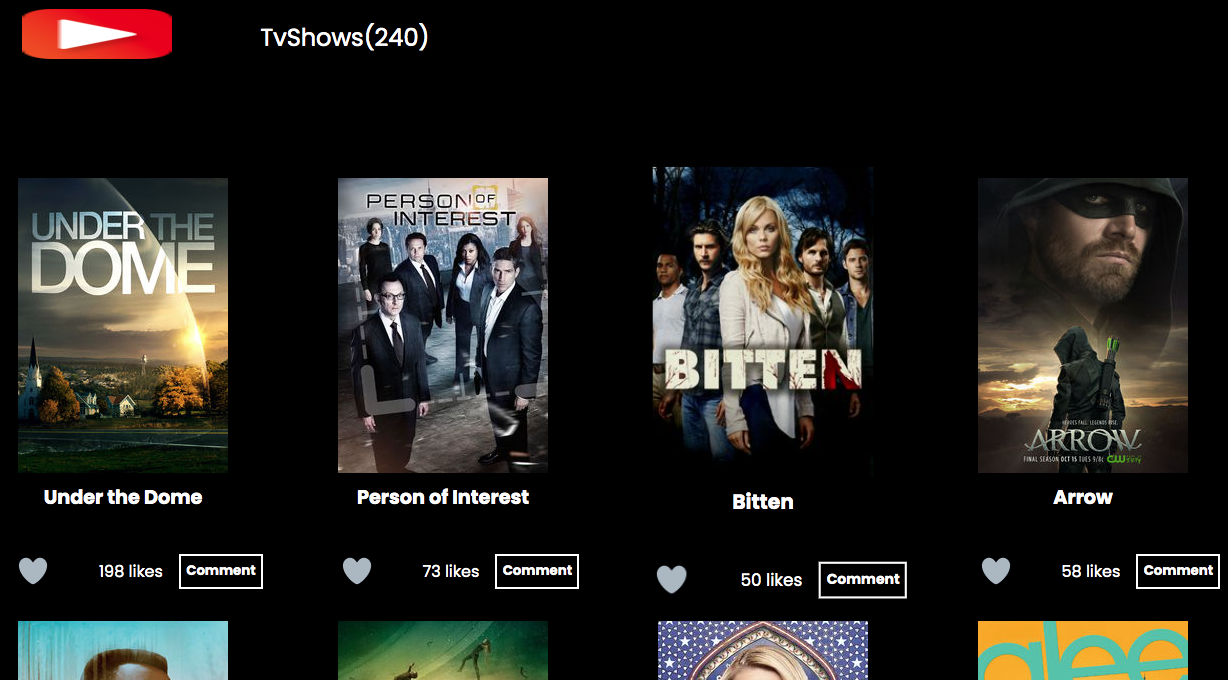 TvShows(240)
UNDER THE
DOME
PERSON OF
INTEREST
BITTEN
HEROES FALL. LEGENDS RISE.
ARROW
FINAL SEASON OCT 15 TUES 9/8c CW
Under the Dome
Person of Interest
Bitten
Arrow
198 likes
Comment
73 likes
Comment
50 likes
Comment
58 likes
Comment
glee